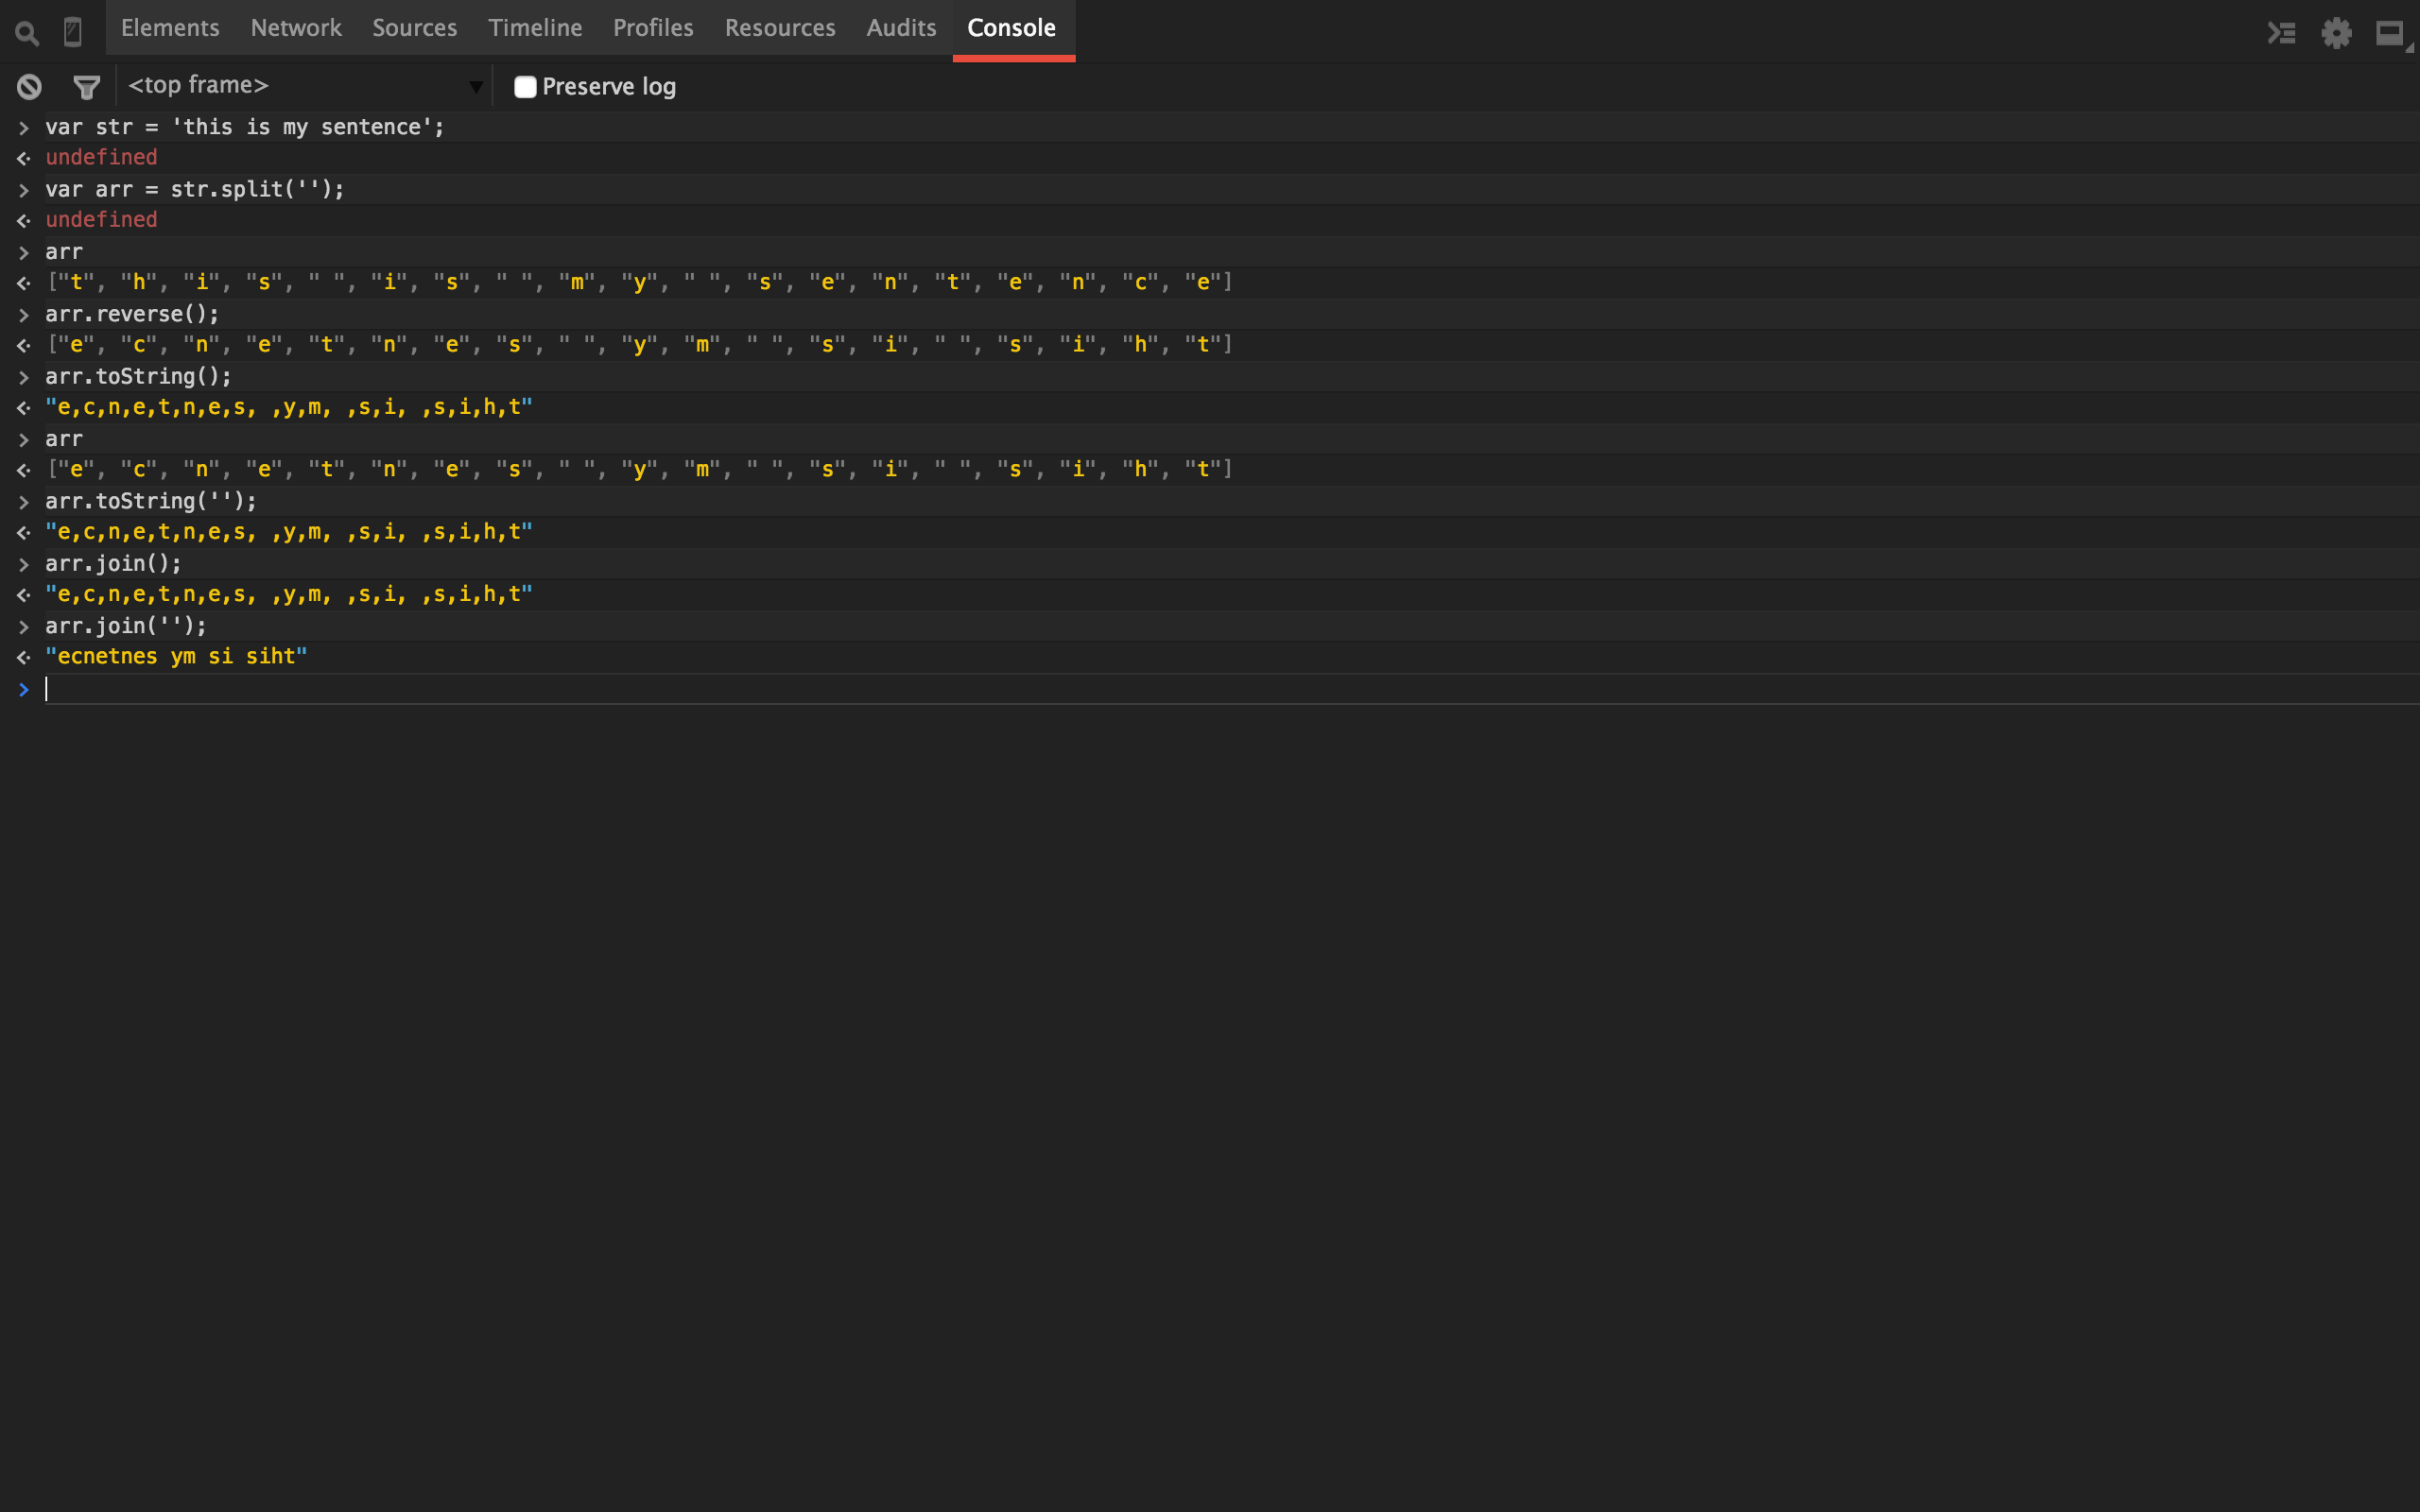 Elements Network Sources Timeline Profiles Resources Audits Console
<top frame> Preserve log
> var str = 'this is my sentence';
undefined
> var arr = str.split('');
undefined
> arr
["t", "h", "i", "s", " ", "i", "s", " ", "m", "y", " ", "s", "e", "n", "t", "e", "n", "c", "e"]
> arr.reverse();
["e", "c", "n", "e", "t", "n", "e", "s", " ", "y", "m", " ", "s", "i", " ", "s", "i", "h", "t"]
> arr.toString();
"e,c,n,e,t,n,e,s, ,y,m, ,s,i, ,s,i,h,t"
> arr
["e", "c", "n", "e", "t", "n", "e", "s", " ", "y", "m", " ", "s", "i", " ", "s", "i", "h", "t"]
> arr.toString('');
"e,c,n,e,t,n,e,s, ,y,m, ,s,i, ,s,i,h,t"
> arr.join();
"e,c,n,e,t,n,e,s, ,y,m, ,s,i, ,s,i,h,t"
> arr.join('');
"ecnetnes ym si siht"
>